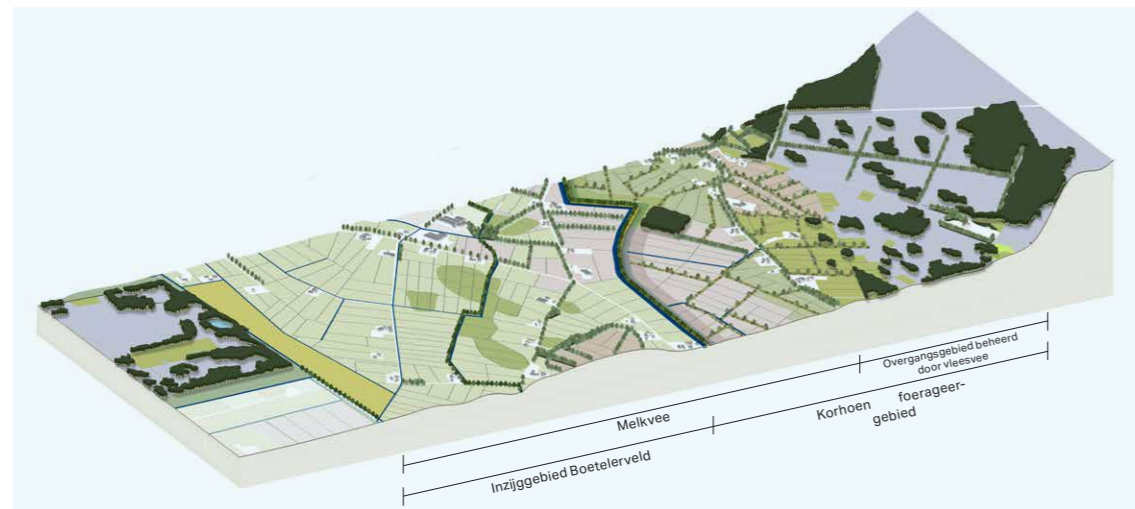 Overgangsgebied beheerd
door vleesvee
Melkvee
Korhoen foerageer-
gebied
Inzijggebied Boetelerveld